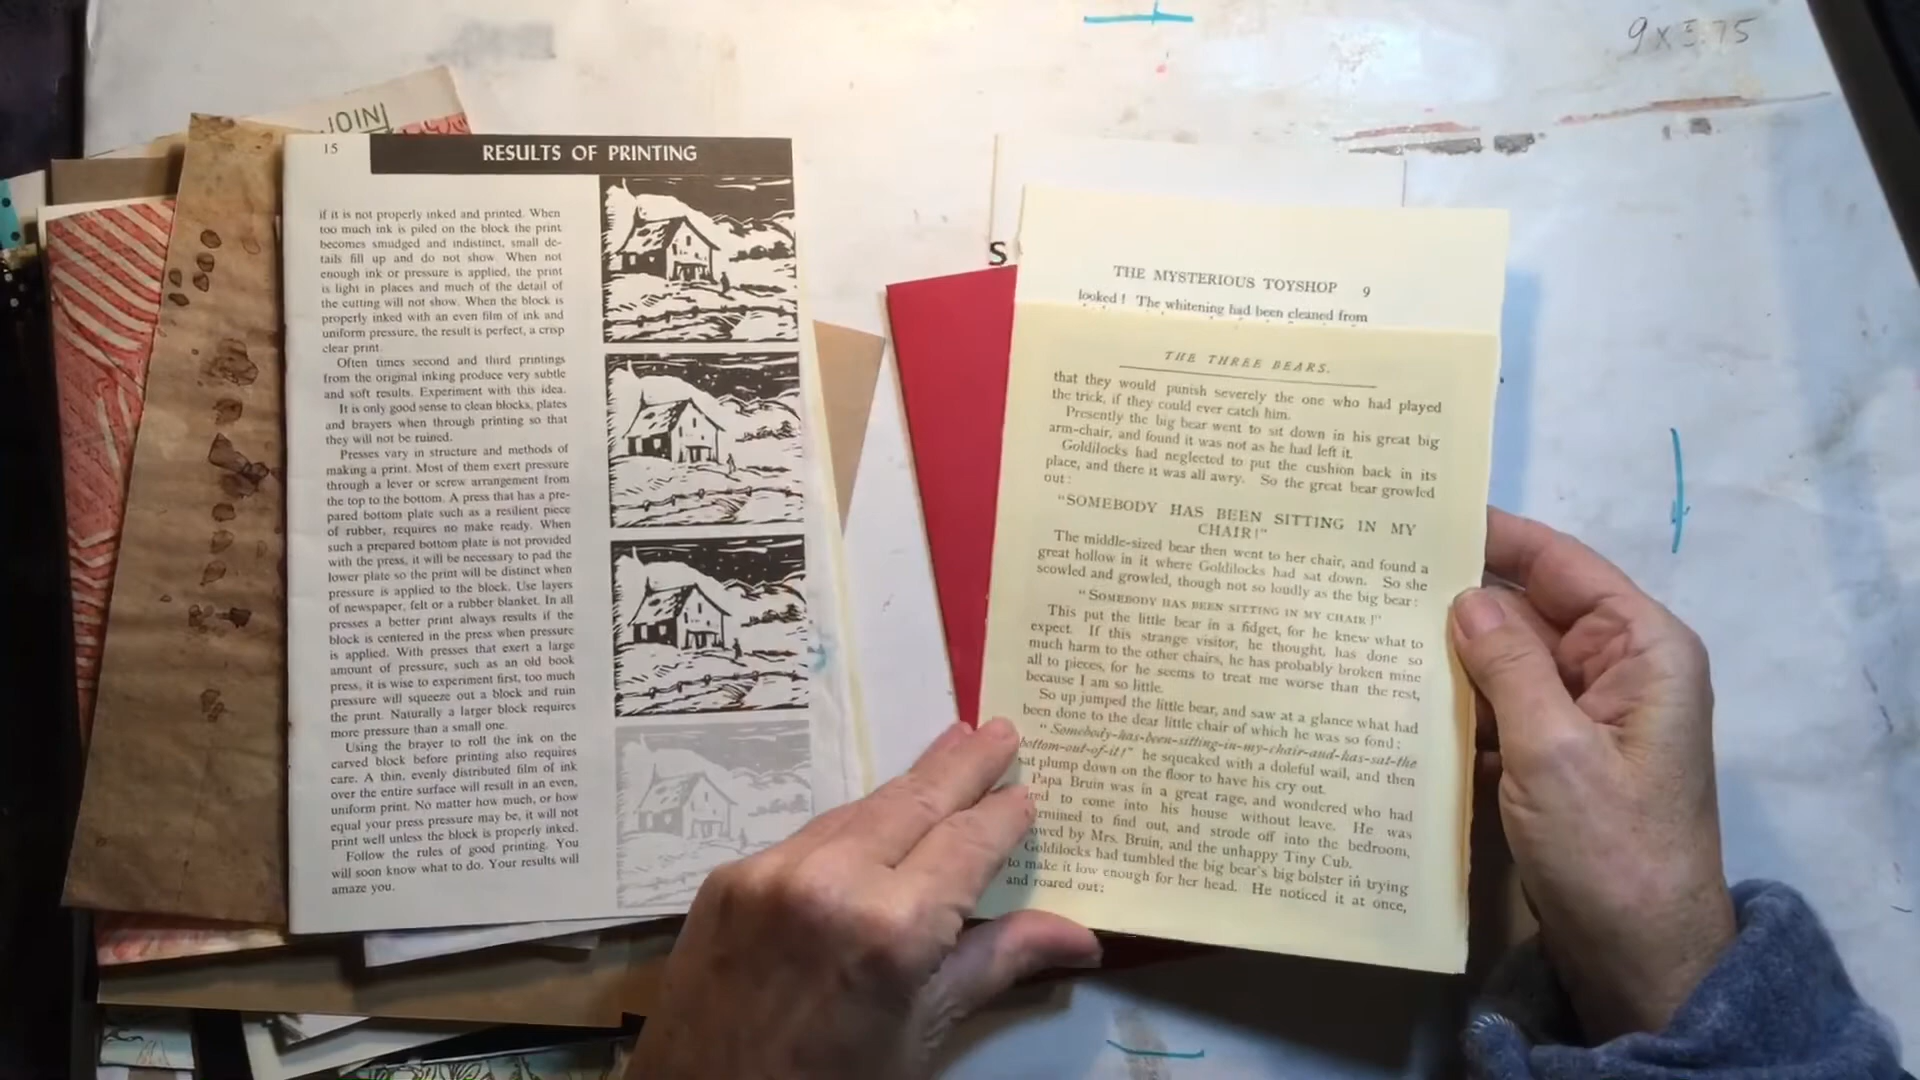 9 x 5.75
JOIN
15
RESULTS OF PRINTING
if it is not properly inked and printed. When
too much ink is piled on the block the print
becomes smudged and indistinct, small de-
tails fill up and do not show. When not
enough ink or pressure is applied, the print
is light in places and much of the detail of
the cutting will not show. When the block is
properly inked with an even film of ink and
uniform pressure, the result is perfect, a crisp
clear print.
Often times second and third printings
from the original inking produce very subtle
and soft results. Experiment with this idea.
It is only good sense to clean blocks, plates
and brayers when through printing so that
they will not be ruined.
Presses vary in structure and methods of
making a print. Most of them exert pressure
through a lever or screw arrangement from
the top to the bottom. A press that has a pre-
pared bottom plate such as a resilient piece
of rubber, requires no make ready. When
such a prepared bottom plate is not provided
with the press, it will be necessary to pad the
lower plate so the print will be distinct when
pressure is applied to the block. Use layers
of newspaper, felt or a rubber blanket. In all
presses a better print always results if the
block is centered in the press when pressure
is applied. With presses that exert a large
amount of pressure, such as an old book
press, it is wise to experiment first, too much
pressure will squeeze out a block and ruin
the print. Naturally a larger block requires
more pressure than a small one.
Using the brayer to roll the ink on the
carved block before printing also requires
care. A thin, evenly distributed film of ink
over the entire surface will result in an even,
uniform print. No matter how much, or how
equal your press pressure may be, it will not
print well unless the block is properly inked.
Follow the rules of good printing. You
will soon know what to do. Your results will
amaze you.
S
THE MYSTERIOUS TOYSHOP 9
looked! The whitening had been cleaned from
THE THREE BEARS.
that they would punish severely the one who had played
the trick, if they could ever catch him.
Presently the big bear went to sit down in his great big
arm-chair, and found it was not as he had left it.
Goldilocks had neglected to put the cushion back in its
place, and there it was all awry. So the great bear growled
out:
"SOMEBODY HAS BEEN SITTING IN MY
CHAIR!"
The middle-sized bear then went to her chair, and found a
great hollow in it where Goldilocks had sat down. So she
scowled and growled, though not so loudly as the big bear:
"SOMEBODY HAS BEEN SITTING IN MY CHAIR!"
This put the little bear in a fidget, for he knew what to
expect. If this strange visitor, he thought, has done so
much harm to the other chairs, he has probably broken mine
all to pieces, for he seems to treat me worse than the rest,
because I am so little.
So up jumped the little bear, and saw at a glance what had
been done to the dear little chair of which he was so fond:
"Somebody-has-been-sitting-in-my-chair-and-has-sat-the
bottom-out-of-it!" he squeaked with a doleful wail, and then
sat plump down on the floor to have his cry out.
Papa Bruin was in a great rage, and wondered who had
red to come into his house without leave. He was
rmined to find out, and strode off into the bedroom,
owed by Mrs. Bruin, and the unhappy Tiny Cub.
Goldilocks had tumbled the big bear's big bolster in trying
to make it low enough for her head. He noticed it at once,
and roared out: